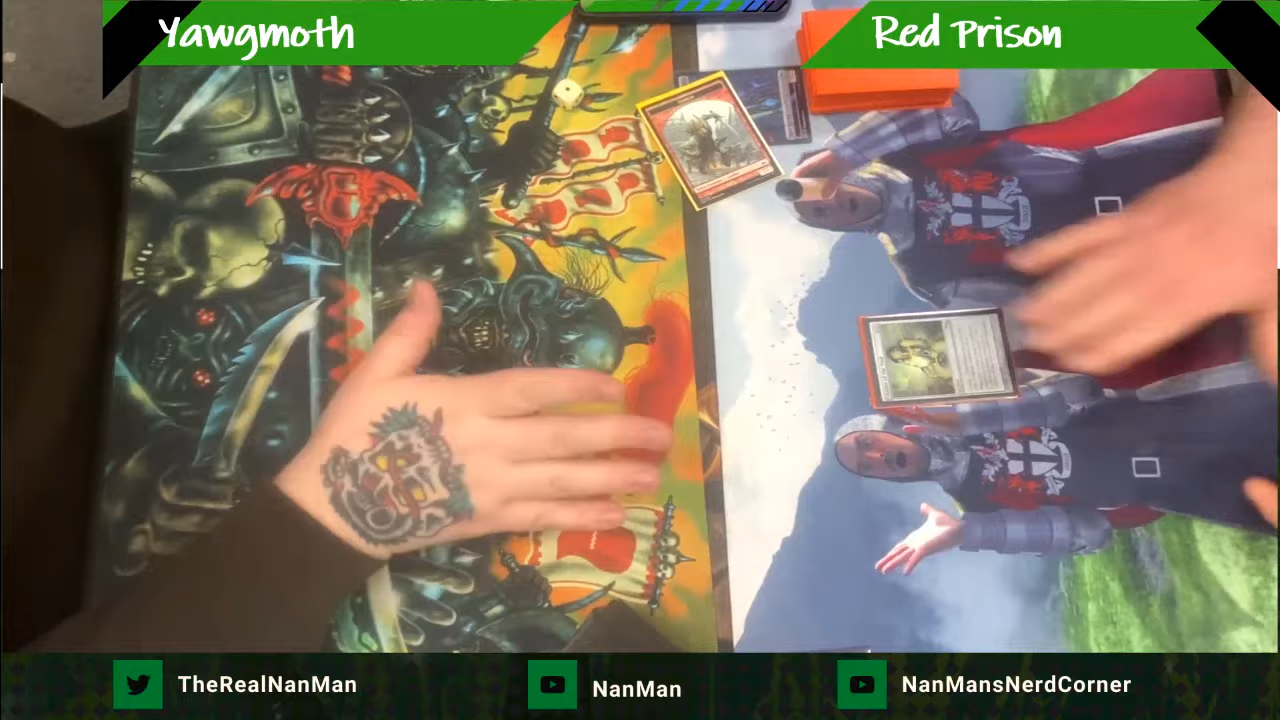 Yawgmoth
Red Prison
TheRealNanMan
NanMan
NanMansNerdCorner